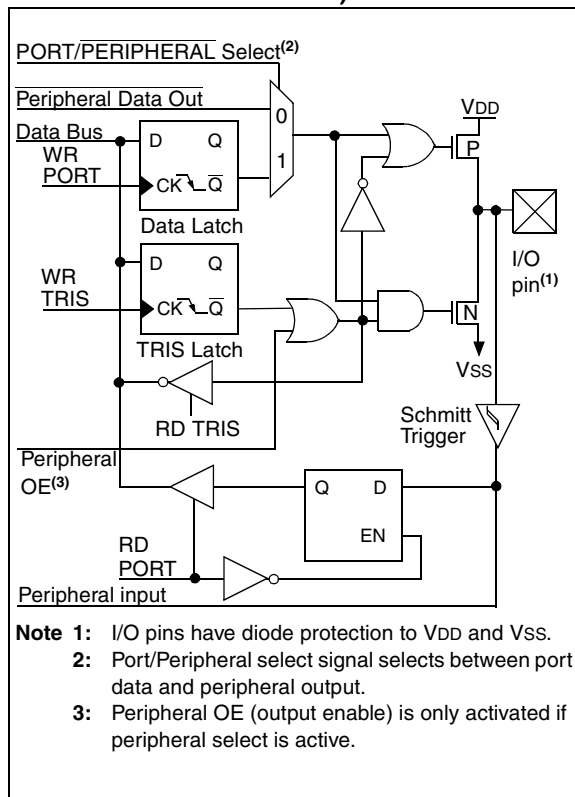 PORT/PERIPHERAL Select(2)
Peripheral Data Out
Data Bus
WR
PORT
D
Q
CK
Q
Data Latch
0
1
VDD
P
I/O
pin(1)
WR
TRIS
D
Q
CK
Q
TRIS Latch
N
VSS
RD TRIS
Schmitt
Trigger
Peripheral
OE(3)
Q
D
EN
RD
PORT
Peripheral input
Note 1: I/O pins have diode protection to VDD and VSS.
2: Port/Peripheral select signal selects between port
data and peripheral output.
3: Peripheral OE (output enable) is only activated if
peripheral select is active.